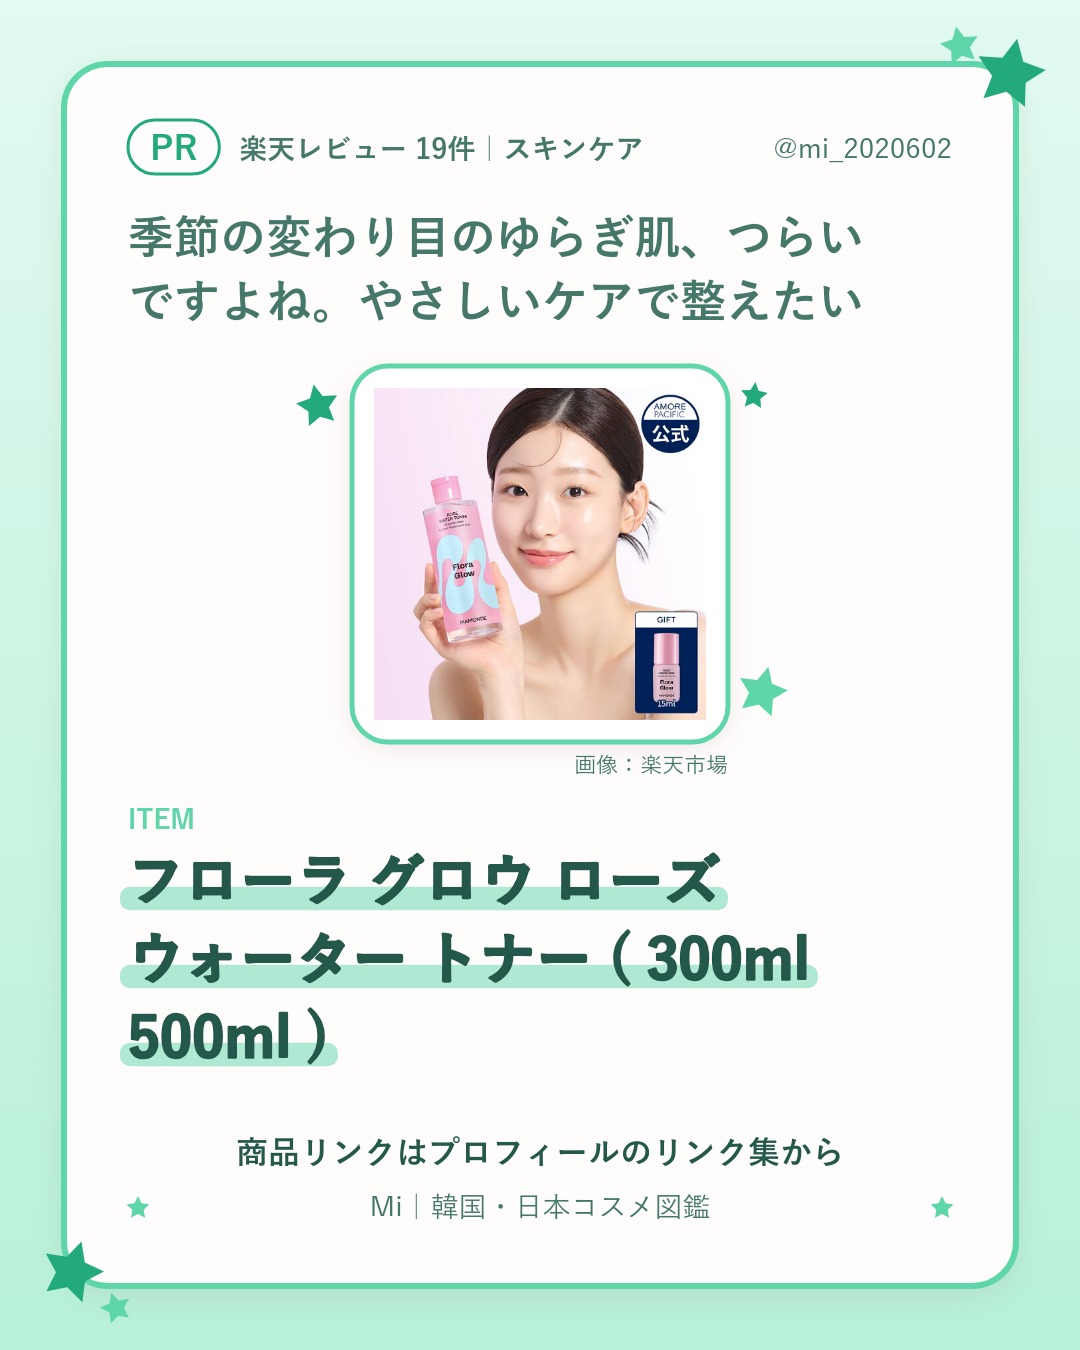 PR
楽天レビュー 19件｜スキンケア
@mi_2020602
季節の変わり目のゆらぎ肌、つらい
ですよね。やさしいケアで整えたい
AMORE
PACIFIC
公式
Flora
Glow
MAMONDE
GIFT
Flora
Glow
15ml
画像：楽天市場
ITEM
フローラ グロウ ローズ
ウォーター トナー ( 300ml
500ml )
商品リンクはプロフィールのリンク集から
Mi｜韓国・日本コスメ図鑑